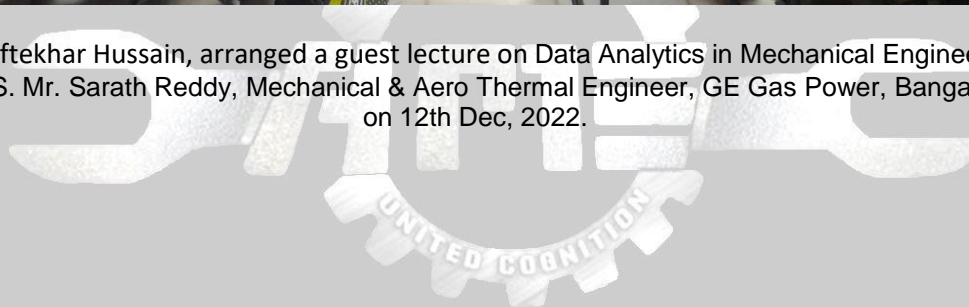 ftekhar Hussain, arranged a guest lecture on Data Analytics in Mechanical Enginee
S. Mr. Sarath Reddy, Mechanical & Aero Thermal Engineer, GE Gas Power, Banga
on 12th Dec, 2022.
UNITED COGNITION